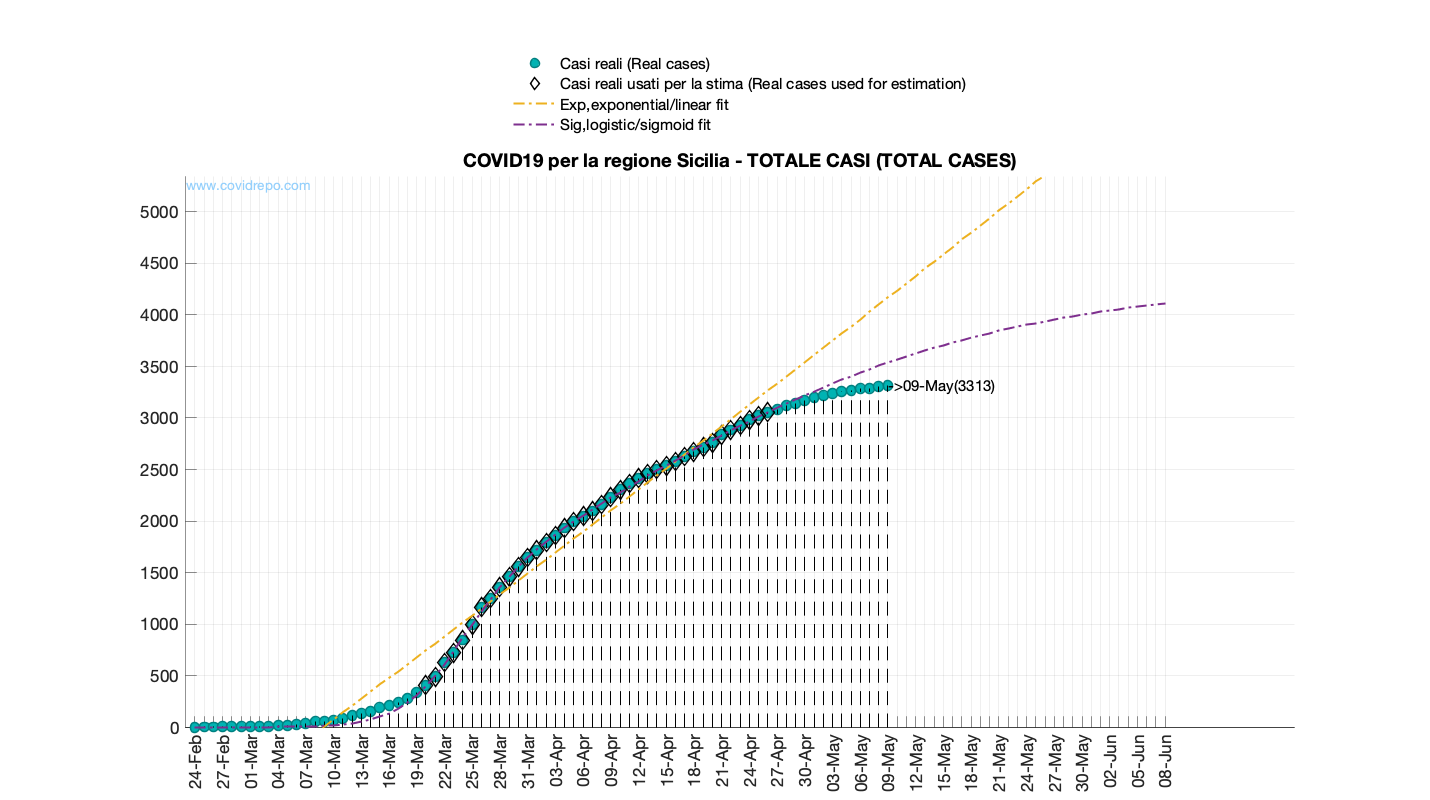 Casi reali (Real cases)
Casi reali usati per la stima (Real cases used for estimation)
Exp,exponential/linear fit
Sig,logistic/sigmoid fit
COVID19 per la regione Sicilia - TOTALE CASI (TOTAL CASES)
www.covidrepo.com
5000
4500
4000
3500
3000
2500
2000
1500
1000
500
0
>09-May(3313)
24-Feb
27-Feb
01-Mar
04-Mar
07-Mar
10-Mar
13-Mar
16-Mar
19-Mar
22-Mar
25-Mar
28-Mar
31-Mar
03-Apr
06-Apr
09-Apr
12-Apr
15-Apr
18-Apr
21-Apr
24-Apr
27-Apr
30-Apr
03-May
06-May
09-May
12-May
15-May
18-May
21-May
24-May
27-May
30-May
02-Jun
05-Jun
08-Jun